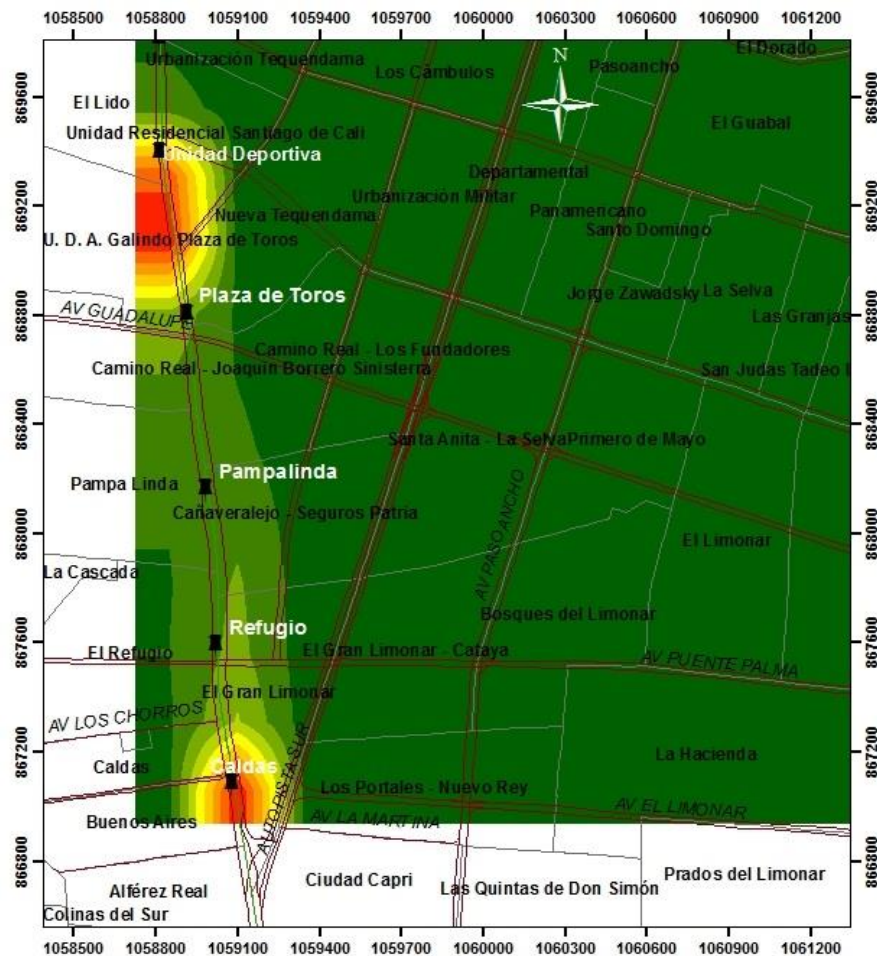 1058500 1058800 1059100 1059400 1059700 1060000 1060300 1060600 1060900 1061200
El Dorado
Urbanización Tequendama
Pasoancho
Los Cámbulos
N
869600
869600
El Lido
El Guabal
Unidad Residencial Santiago de Cali
Unidad Deportiva
Departamental
869200
869200
Urbanización Militar
Nueva Tequendama
Panamericano
Santo Domingo
U. D. A. Galindo Plaza de Toros
Plaza de Toros
Jorge Zawadsky
La Selva
AV GUADALUPE
868800
868800
Las Granjas
Camino Real - Los Fundadores
Camino Real - Joaquín Borrero Sinisterra
San Judas Tadeo I
868400
868400
Santa Anita - La Selva
Primero de Mayo
Pampalinda
Pampa Linda
Cañaveralejo - Seguros Patria
868000
868000
El Limonar
AV PASOANCHO
La Cascada
Bosques del Limonar
Refugio
867600
867600
El Refugio
El Gran Limonar - Cataya
AV PUENTE PALMA
El Gran Limonar
AV LOS CHORROS
867200
867200
La Hacienda
Caldas
Caldas
Los Portales - Nuevo Rey
AUTOPISTA SUR
AV LA MARTINA
AV EL LIMONAR
Buenos Aires
866800
866800
Alférez Real
Ciudad Capri
Las Quintas de Don Simón
Prados del Limonar
Colinas del Sur
1058500 1058800 1059100 1059400 1059700 1060000 1060300 1060600 1060900 1061200